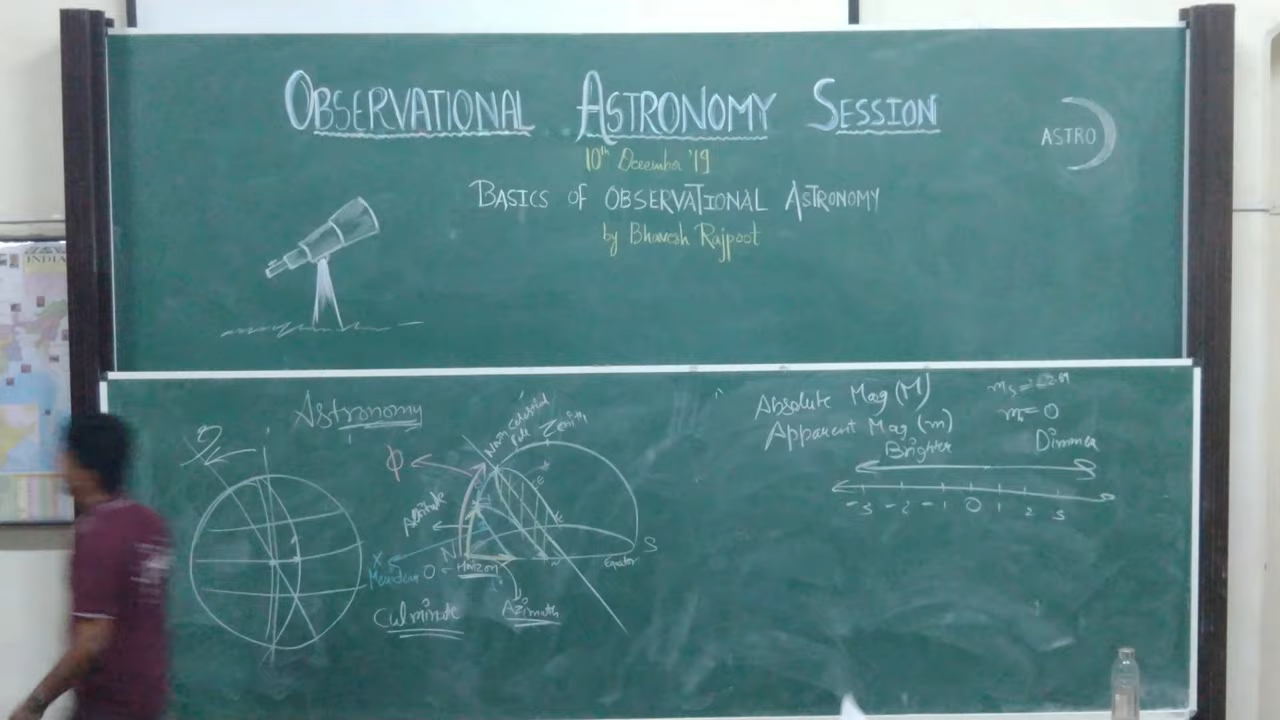 OBSERVATIONAL ASTRONOMY SESSION
ASTRO
10th December '19
BASICS OF OBSERVATIONAL ASTRONOMY
by Bhavesh Rajpoot
INDIA
Astronomy
North Celestial
Pole
Zenith
ϕ
Altitude
N
S
Horizon
Equator
Meridian
O
Culminate
Azimuth
Absolute Mag (M)
Apparent Mag (m)
m = 0
Brighter
Dimmer
-3 -2 -1 0 1 2 3